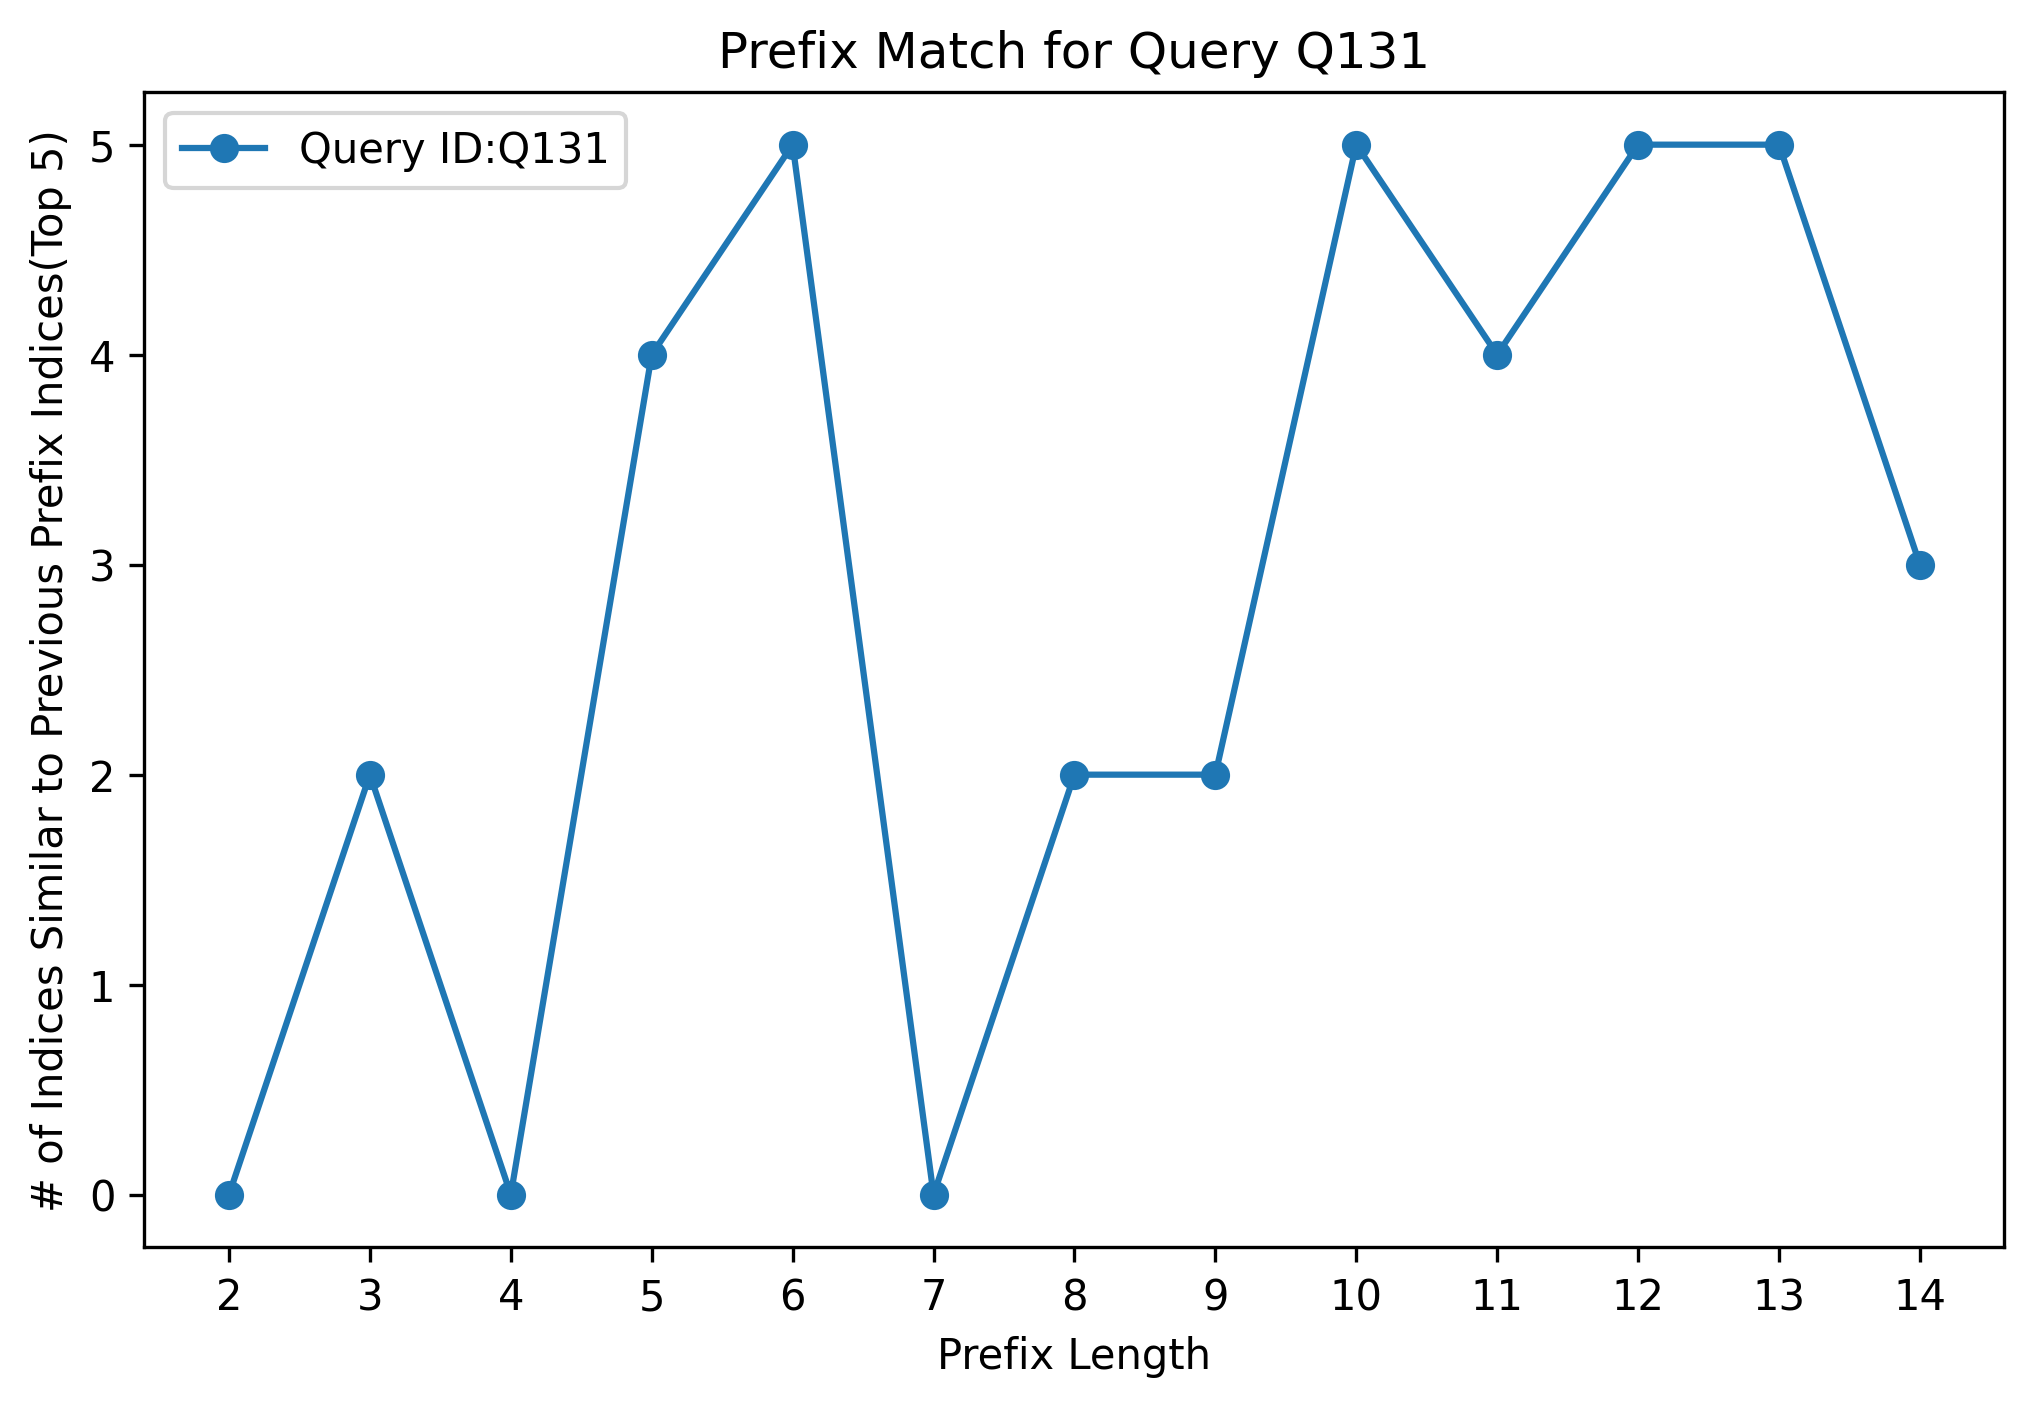 Prefix Match for Query Q131
Query ID:Q131
# of Indices Similar to Previous Prefix Indices(Top 5)
5
4
3
2
1
0
2 3 4 5 6 7 8 9 10 11 12 13 14
Prefix Length